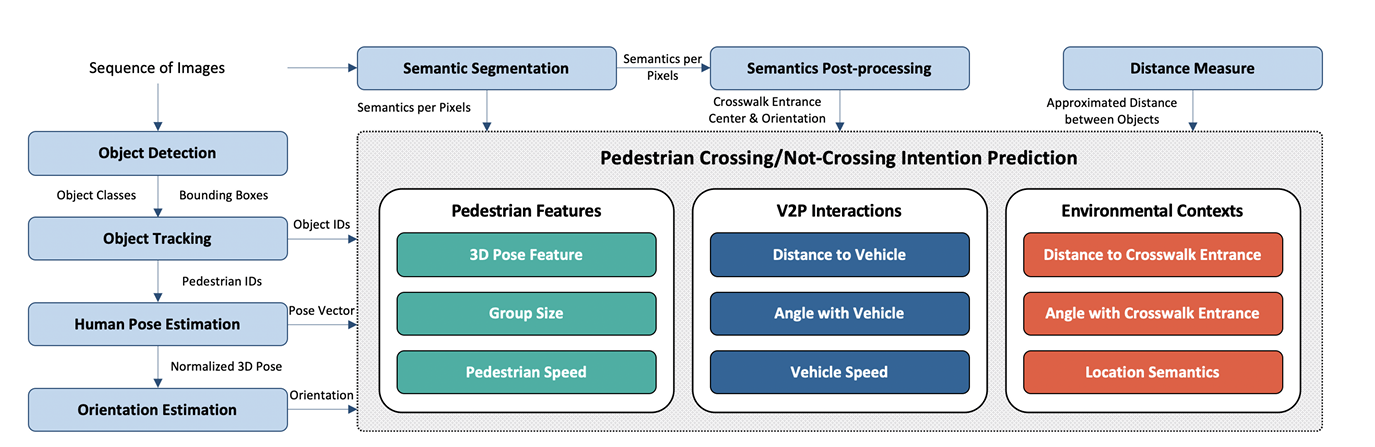 Sequence of Images
Semantic Segmentation
Semantics per
Pixels
Semantics Post-processing
Distance Measure
Semantics per Pixels
Crosswalk Entrance
Center & Orientation
Approximated Distance
between Objects
Object Detection
Object Classes
Bounding Boxes
Object Tracking
Object IDs
Pedestrian IDs
Human Pose Estimation
Pose Vector
Normalized 3D Pose
Orientation Estimation
Orientation
Pedestrian Crossing/Not-Crossing Intention Prediction
Pedestrian Features
3D Pose Feature
Group Size
Pedestrian Speed
V2P Interactions
Distance to Vehicle
Angle with Vehicle
Vehicle Speed
Environmental Contexts
Distance to Crosswalk Entrance
Angle with Crosswalk Entrance
Location Semantics